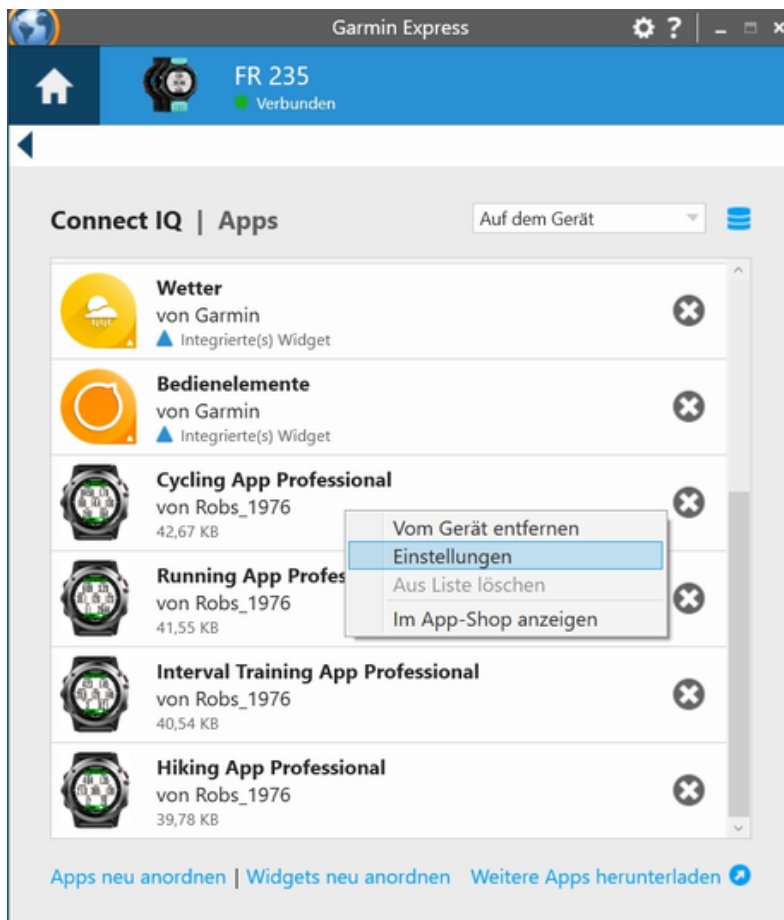 Garmin Express
?
FR 235
Verbunden
Connect IQ | Apps
Auf dem Gerät
Wetter
von Garmin
Integrierte(s) Widget
Bedienelemente
von Garmin
Integrierte(s) Widget
Cycling App Professional
von Robs_1976
42,67 KB
Vom Gerät entfernen
Einstellungen
Aus Liste löschen
Im App-Shop anzeigen
Running App Profes
von Robs_1976
41,55 KB
Interval Training App Professional
von Robs_1976
40,54 KB
Hiking App Professional
von Robs_1976
39,78 KB
Apps neu anordnen | Widgets neu anordnen Weitere Apps herunterladen